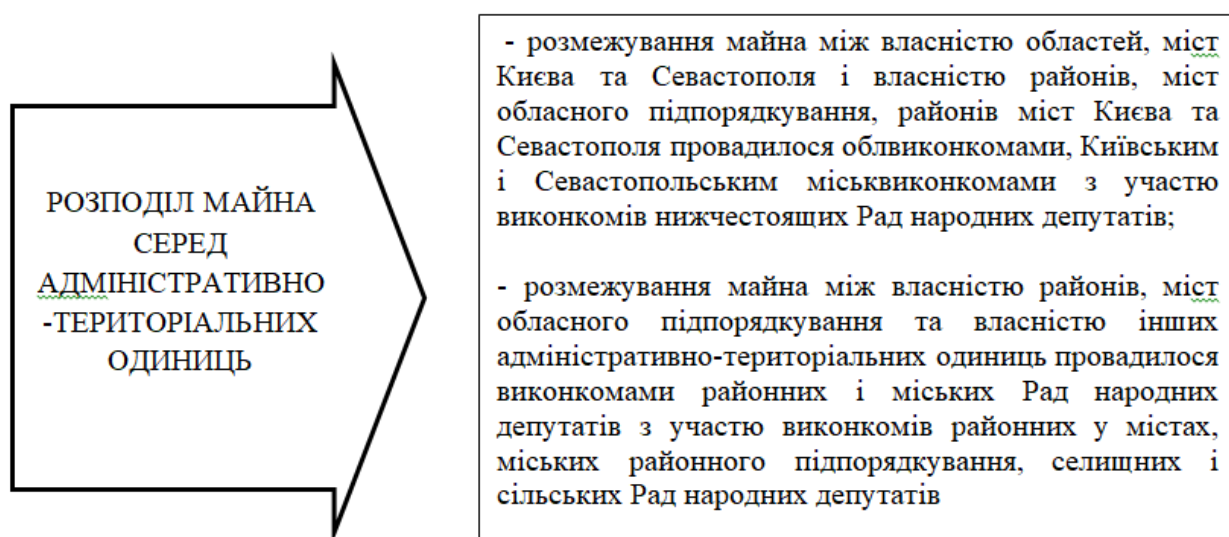 РОЗПОДІЛ МАЙНА
СЕРЕД
АДМІНІСТРАТИВНО
-ТЕРИТОРІАЛЬНИХ
ОДИНИЦЬ
- розмежування майна між власністю областей, міст
Києва та Севастополя і власністю районів, міст
обласного підпорядкування, районів міст Києва та
Севастополя провадилося облвиконкомами, Київським
і Севастопольським міськвиконкомами з участю
виконкомів нижчестоящих Рад народних депутатів;
- розмежування майна між власністю районів, міст
обласного підпорядкування та власністю інших
адміністративно-територіальних одиниць провадилося
виконкомами районних і міських Рад народних
депутатів з участю виконкомів районних у містах,
міських районного підпорядкування, селищних і
сільських Рад народних депутатів